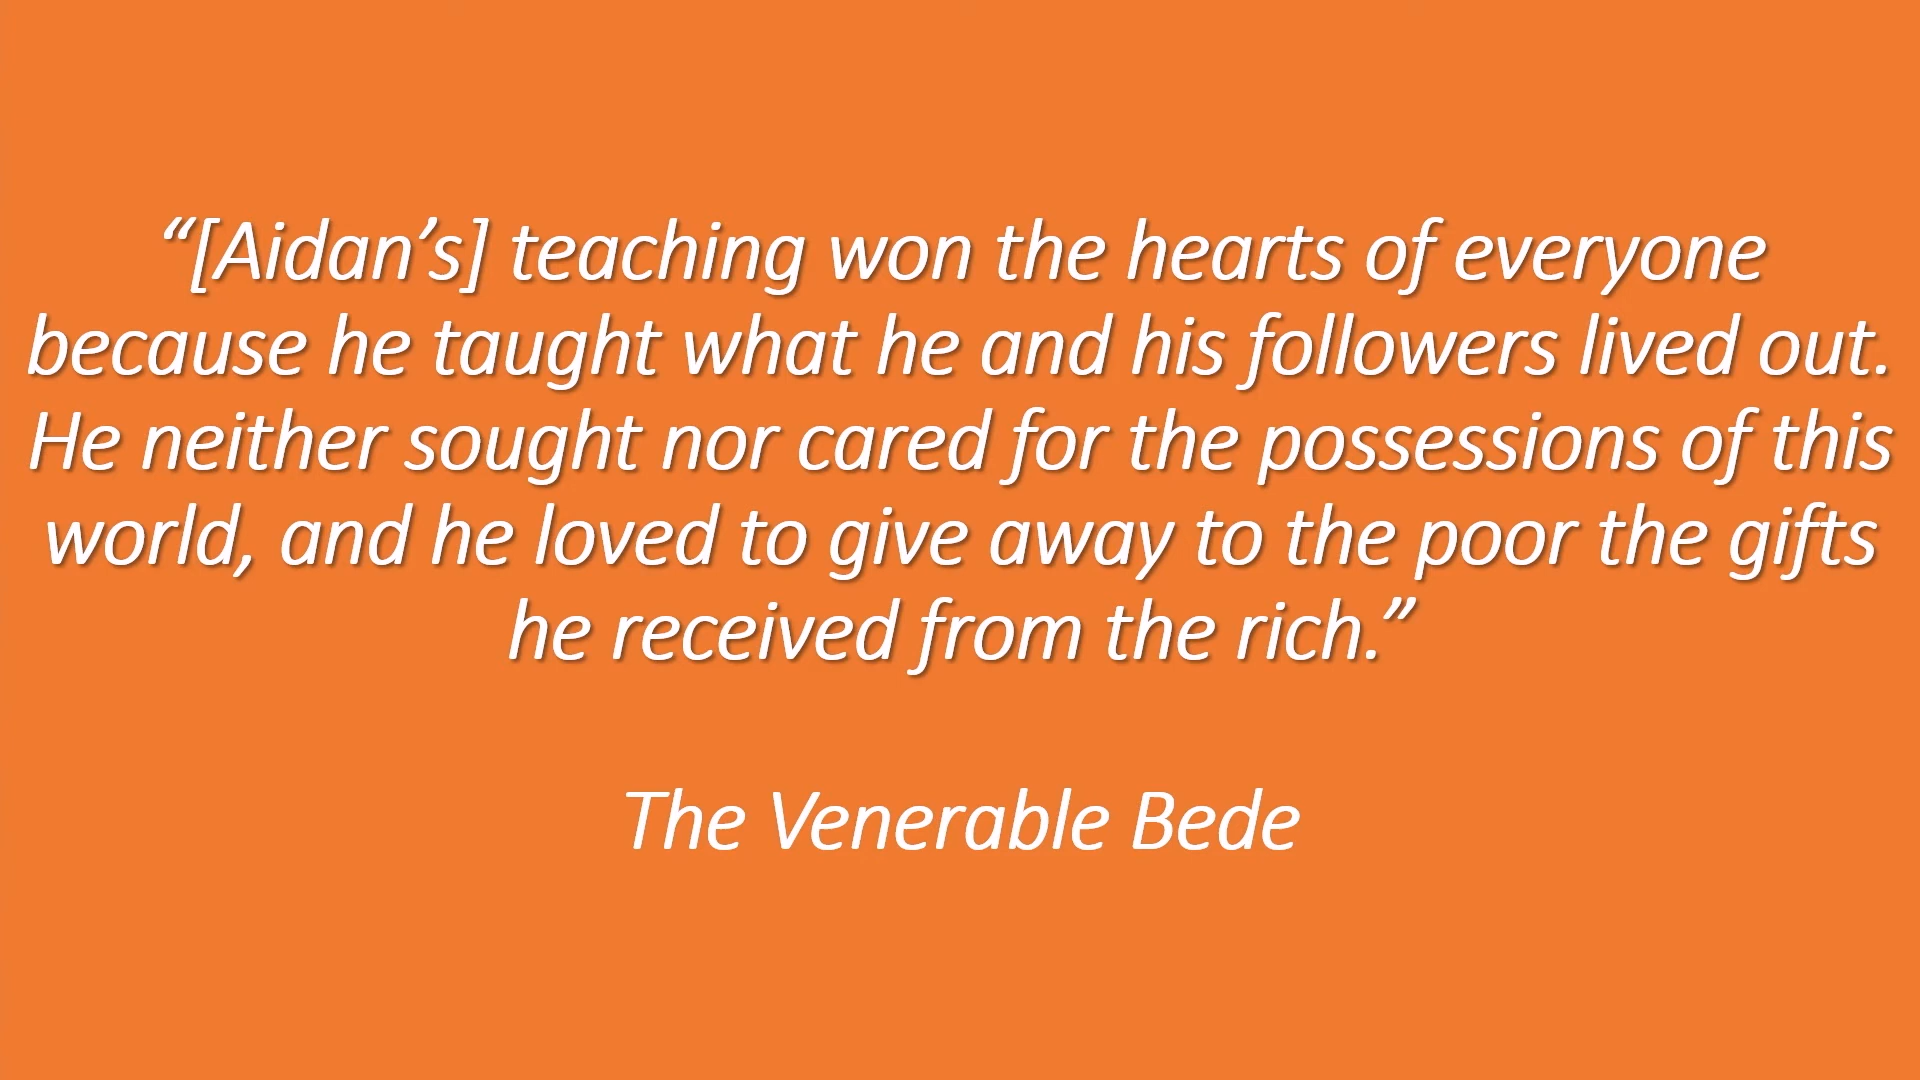 “[Aidan’s] teaching won the hearts of everyone
because he taught what he and his followers lived out.
He neither sought nor cared for the possessions of this
world, and he loved to give away to the poor the gifts
he received from the rich.”
The Venerable Bede